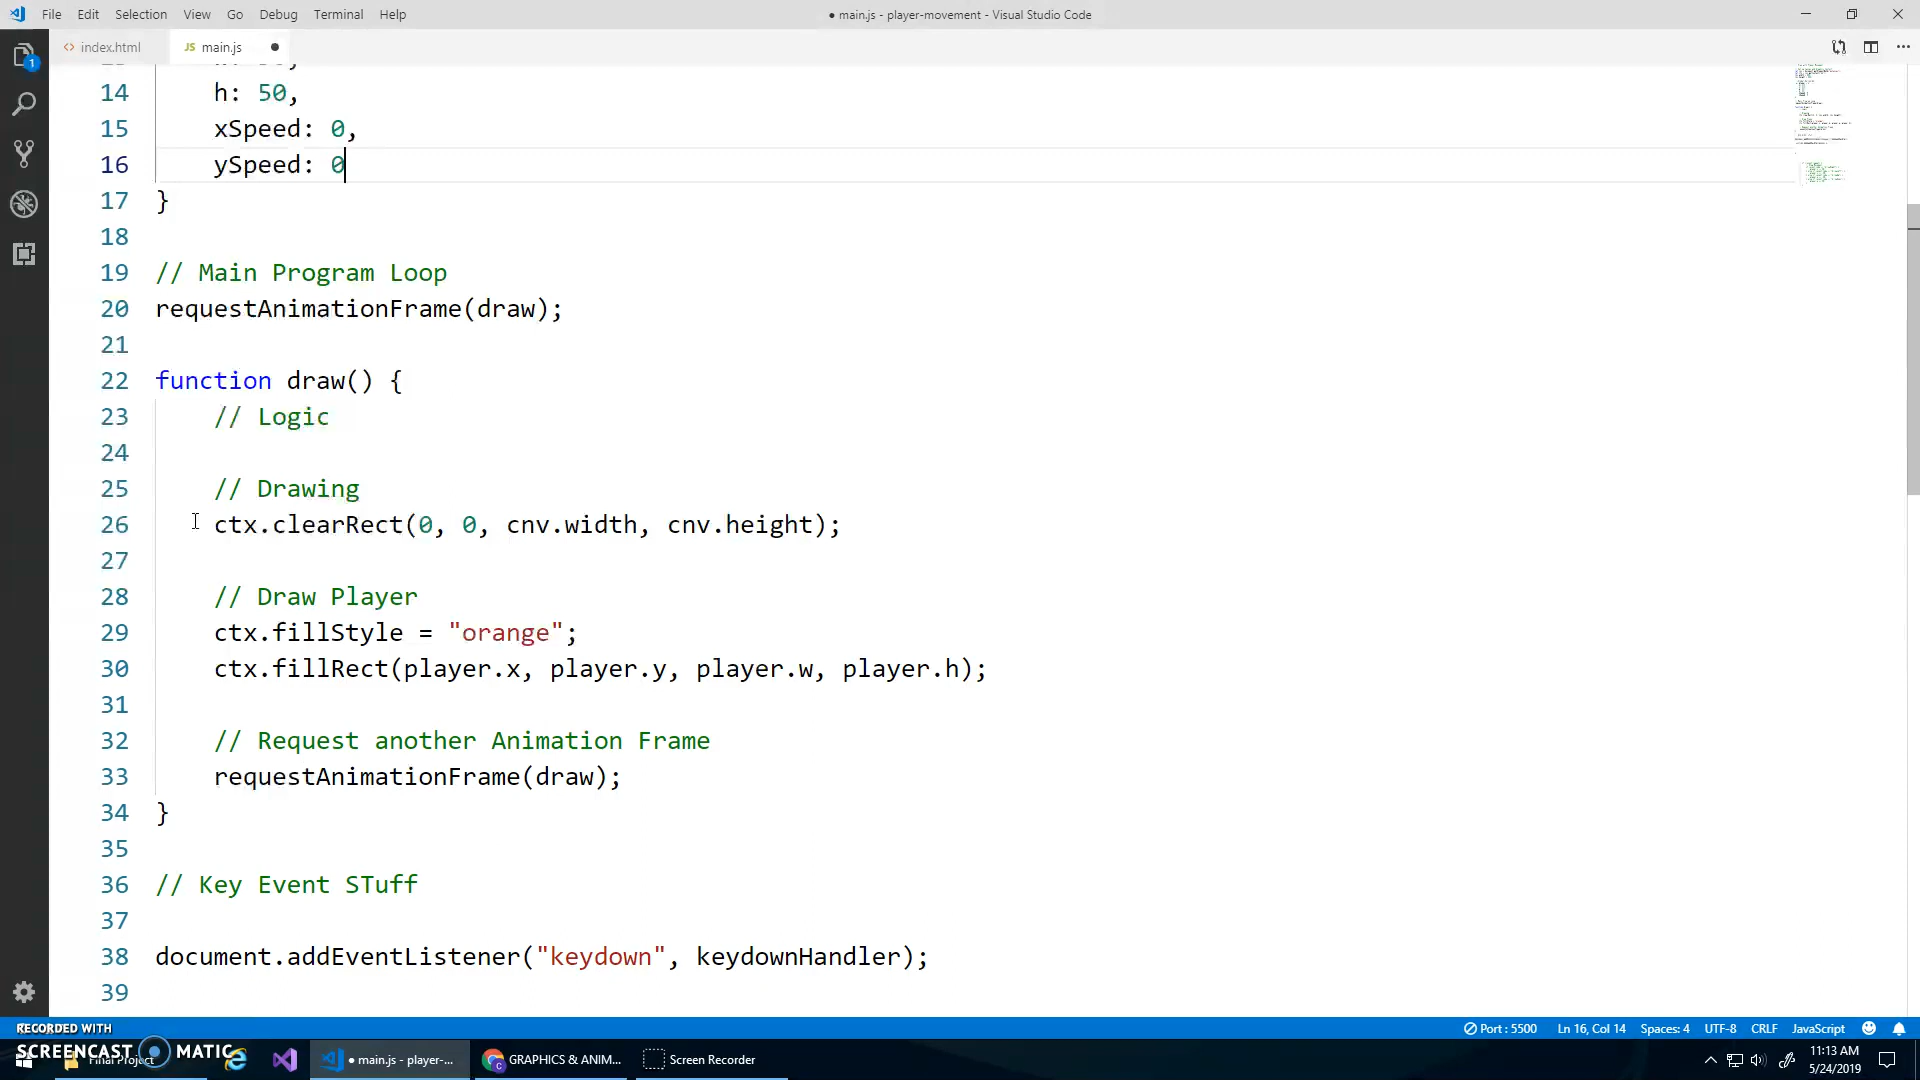 File Edit Selection View Go Debug Terminal Help
● main.js - player-movement - Visual Studio Code
<> index.html
JS main.js ●
14 h: 50,
15 xSpeed: 0,
16 ySpeed: 0
17 }
18
19 // Main Program Loop
20 requestAnimationFrame(draw);
21
22 function draw() {
23 // Logic
24
25 // Drawing
26 ctx.clearRect(0, 0, cnv.width, cnv.height);
27
28 // Draw Player
29 ctx.fillStyle = "orange";
30 ctx.fillRect(player.x, player.y, player.w, player.h);
31
32 // Request another Animation Frame
33 requestAnimationFrame(draw);
34 }
35
36 // Key Event STuff
37
38 document.addEventListener("keydown", keydownHandler);
39
1
Port : 5500 Ln 16, Col 14 Spaces: 4 UTF-8 CRLF JavaScript
RECORDED WITH
SCREENCAST MATIC
Final Project
● main.js - player-...
GRAPHICS & ANIM...
Screen Recorder
11:13 AM
5/24/2019